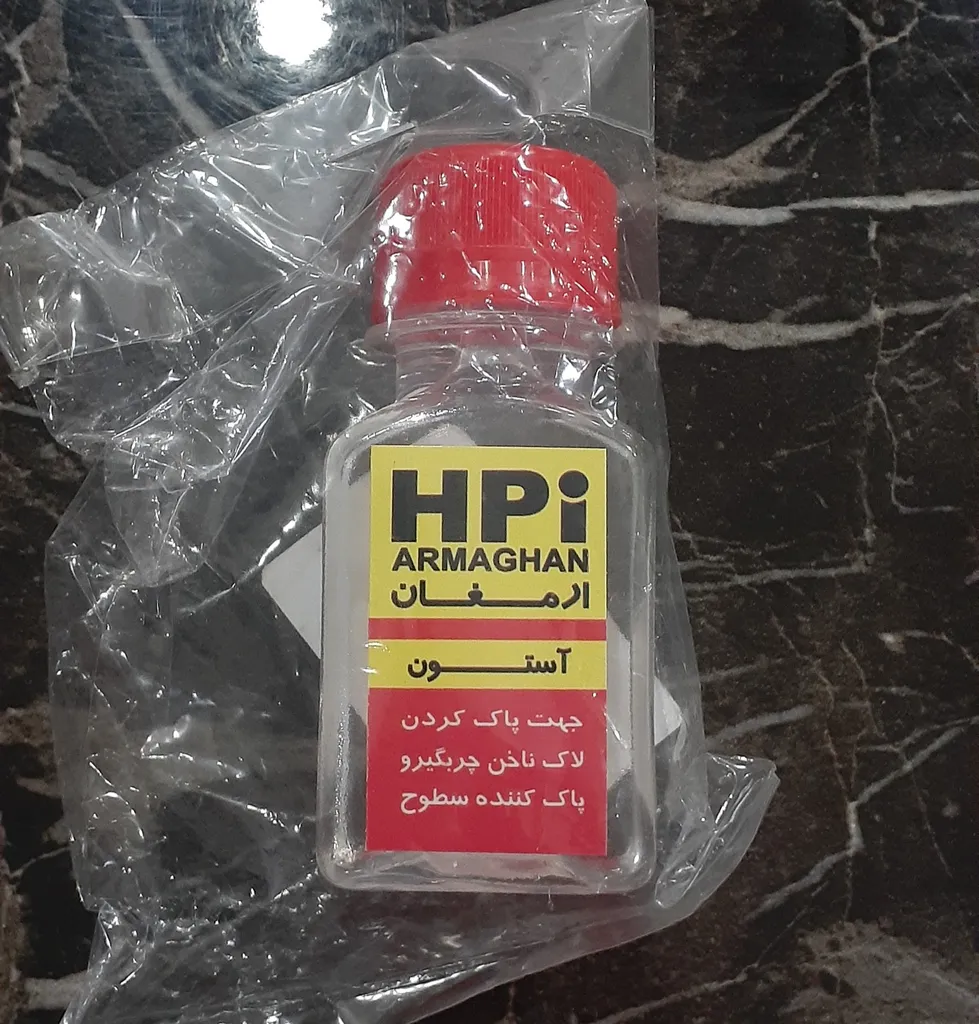 HPi
ARMAGHAN
ارمغان
آستون
جهت پاک کردن
لاک ناخن چربگیرو
پاک کننده سطوح